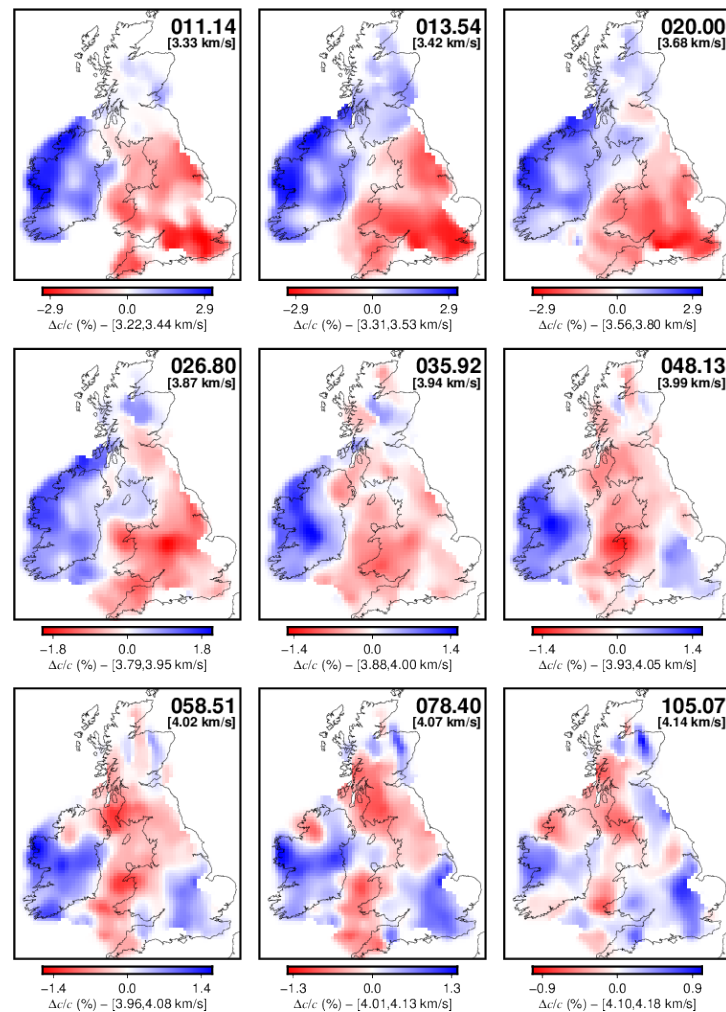 011.14
[3.33 km/s]
013.54
[3.42 km/s]
020.00
[3.68 km/s]
−2.9 0.0 2.9
Δc/c (%) − [3.22,3.44 km/s]
−2.9 0.0 2.9
Δc/c (%) − [3.31,3.53 km/s]
−2.9 0.0 2.9
Δc/c (%) − [3.56,3.80 km/s]
026.80
[3.87 km/s]
035.92
[3.94 km/s]
048.13
[3.99 km/s]
−1.8 0.0 1.8
Δc/c (%) − [3.79,3.95 km/s]
−1.4 0.0 1.4
Δc/c (%) − [3.88,4.00 km/s]
−1.4 0.0 1.4
Δc/c (%) − [3.93,4.05 km/s]
058.51
[4.02 km/s]
078.40
[4.07 km/s]
105.07
[4.14 km/s]
−1.4 0.0 1.4
Δc/c (%) − [3.96,4.08 km/s]
−1.3 0.0 1.3
Δc/c (%) − [4.01,4.13 km/s]
−0.9 0.0 0.9
Δc/c (%) − [4.10,4.18 km/s]